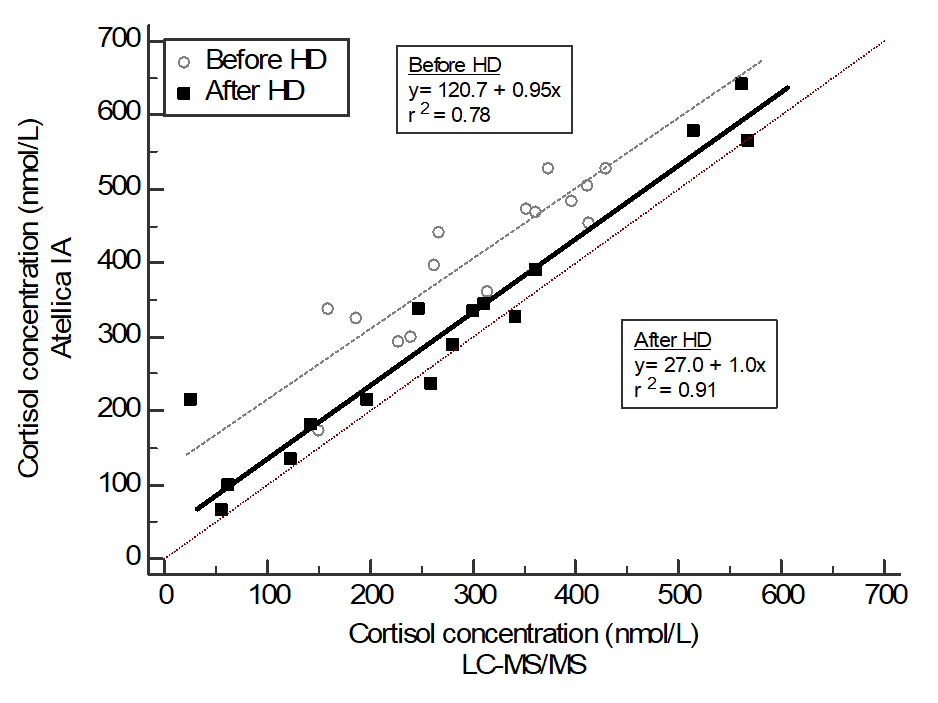 Before HD
After HD
Before HD
y= 120.7 + 0.95x
r 2 = 0.78
After HD
y= 27.0 + 1.0x
r 2 = 0.91
700
600
500
400
300
200
100
0
Cortisol concentration (nmol/L)
Atellica IA
0 100 200 300 400 500 600 700
Cortisol concentration (nmol/L)
LC-MS/MS